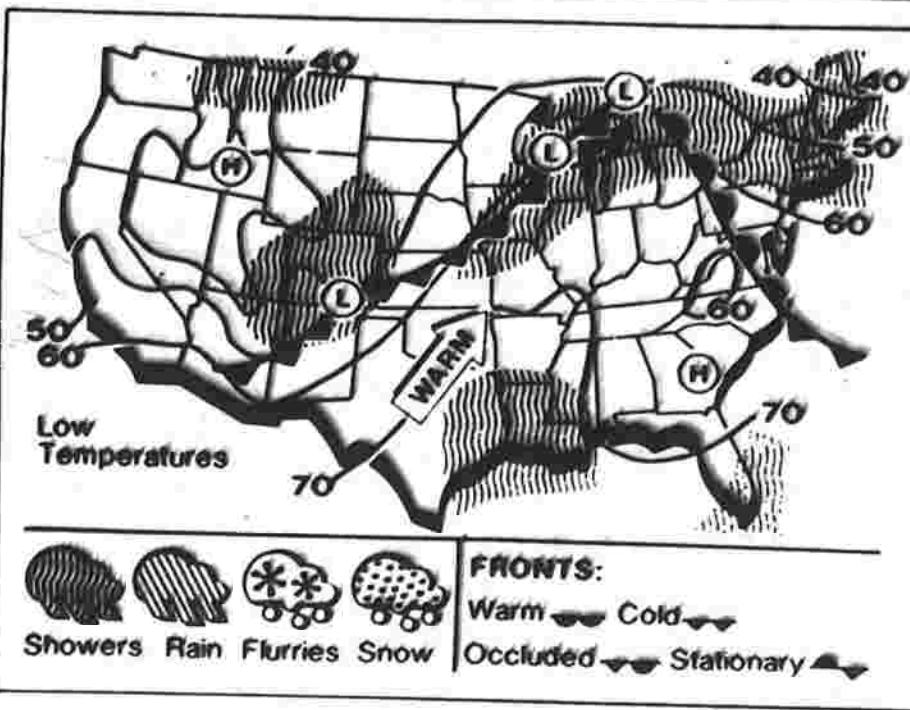 40
40
40
L
L
50
H
60
L
50
60
60
WARM
H
70
Low
Temperatures
70
Showers Rain Flurries Snow
FRONTS:
Warm Cold
Occluded Stationary